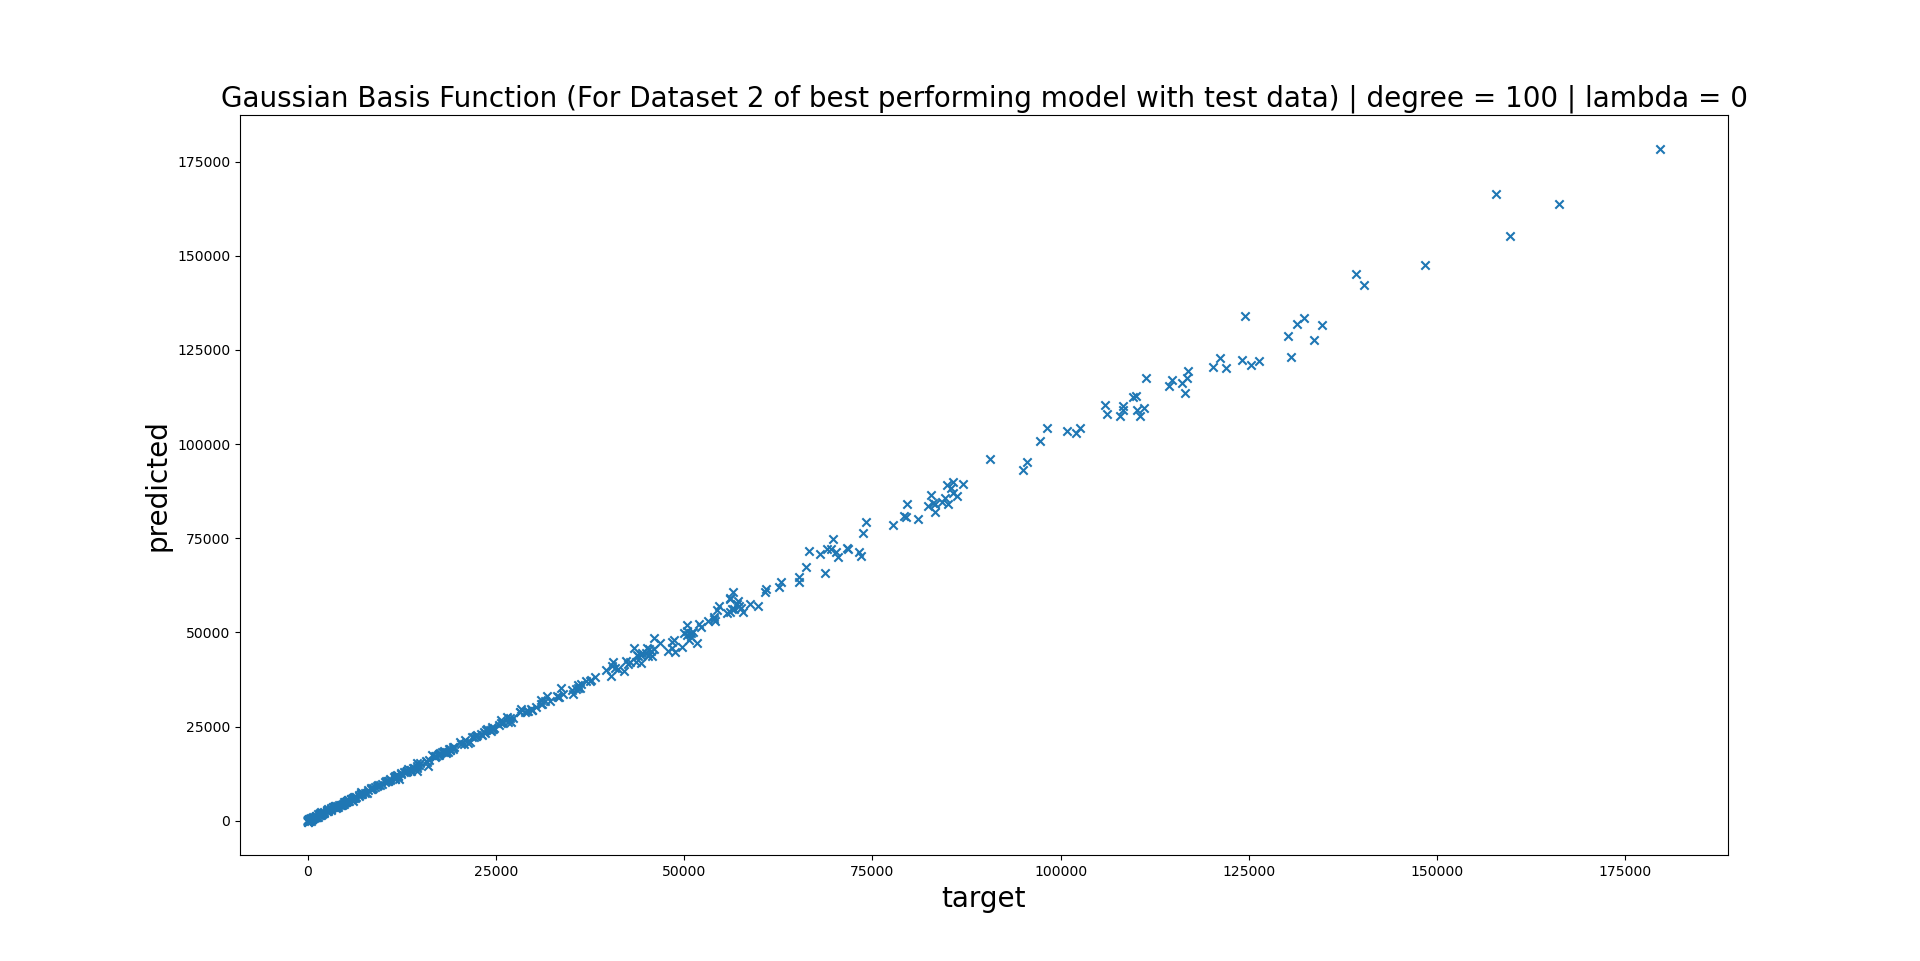 Gaussian Basis Function (For Dataset 2 of best performing model with test data) | degree = 100 | lambda = 0
175000
150000
125000
100000
75000
50000
25000
0
predicted
0 25000 50000 75000 100000 125000 150000 175000
target